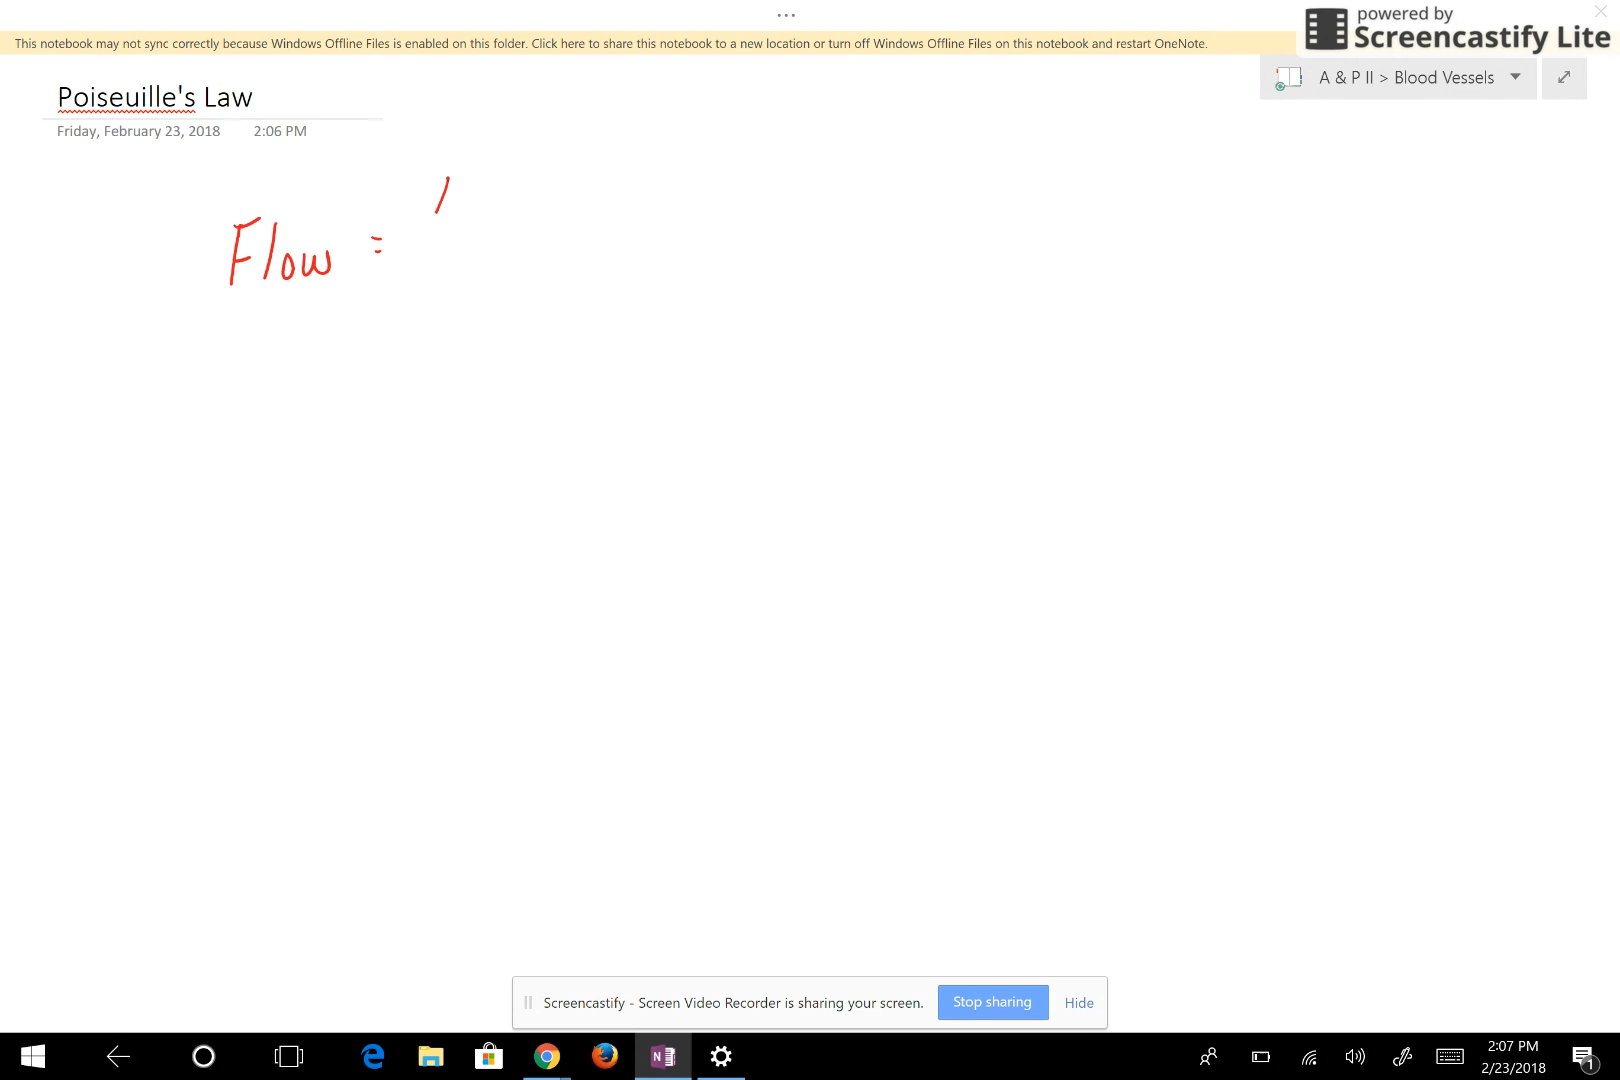 ...
powered by
Screencastify Lite
This notebook may not sync correctly because Windows Offline Files is enabled on this folder. Click here to share this notebook to a new location or turn off Windows Offline Files on this notebook and restart OneNote.
A & P II > Blood Vessels
Poiseuille's Law
Friday, February 23, 2018 2:06 PM
Flow =
Screencastify - Screen Video Recorder is sharing your screen. Stop sharing Hide
N
2:07 PM
2/23/2018
1